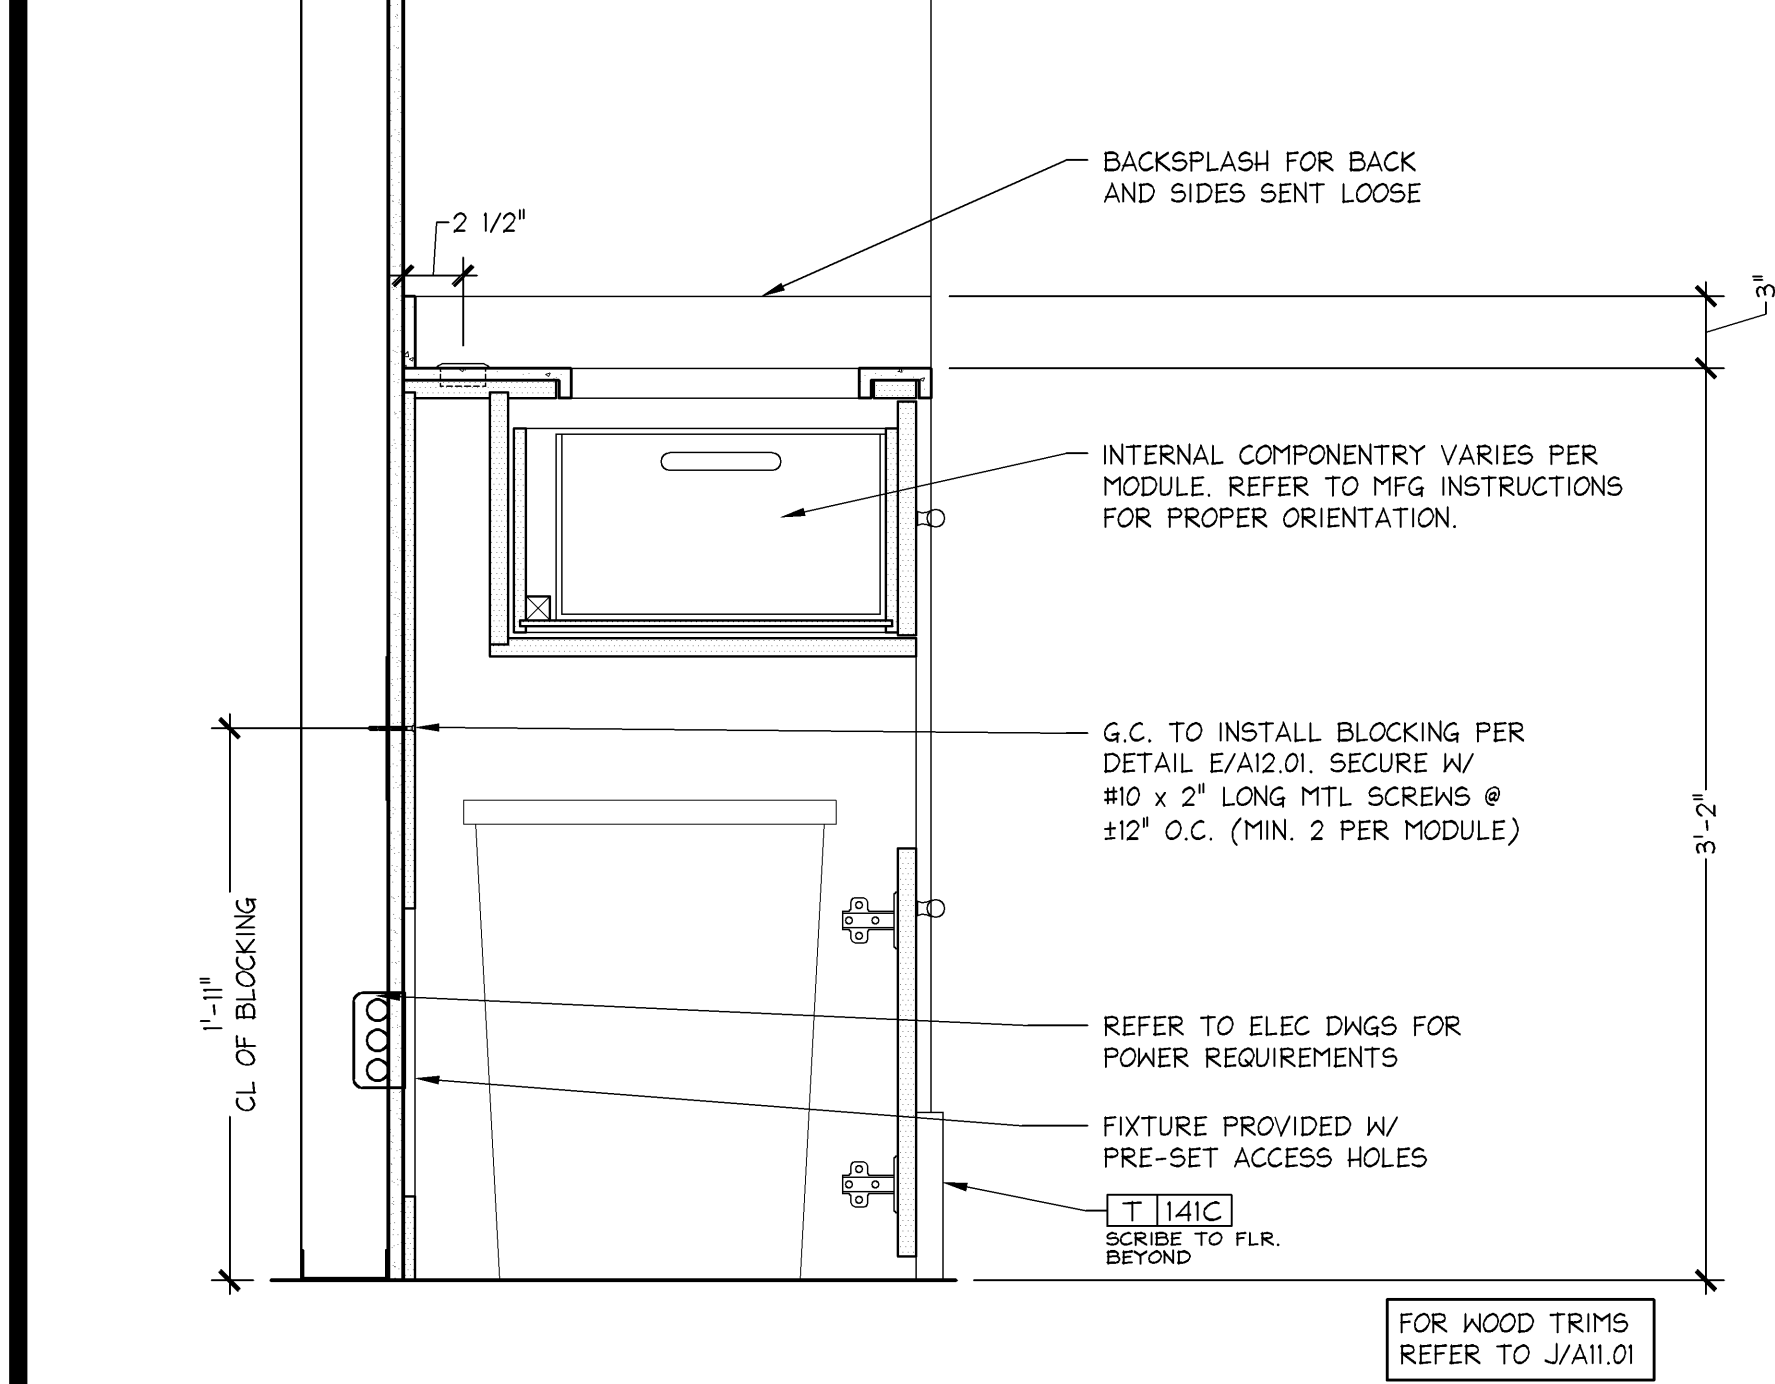 BACKSPLASH FOR BACK
AND SIDES SENT LOOSE
2 1/2"
3"
INTERNAL COMPONENTRY VARIES PER
MODULE. REFER TO MFG INSTRUCTIONS
FOR PROPER ORIENTATION.
G.C. TO INSTALL BLOCKING PER
DETAIL E/A12.01. SECURE W/
#10 x 2" LONG MTL SCREWS @
±12" O.C. (MIN. 2 PER MODULE)
3'-2"
1'-11"
CL OF BLOCKING
REFER TO ELEC DWGS FOR
POWER REQUIREMENTS
FIXTURE PROVIDED W/
PRE-SET ACCESS HOLES
T 141C
SCRIBE TO FLR.
BEYOND
FOR WOOD TRIMS
REFER TO J/A11.01